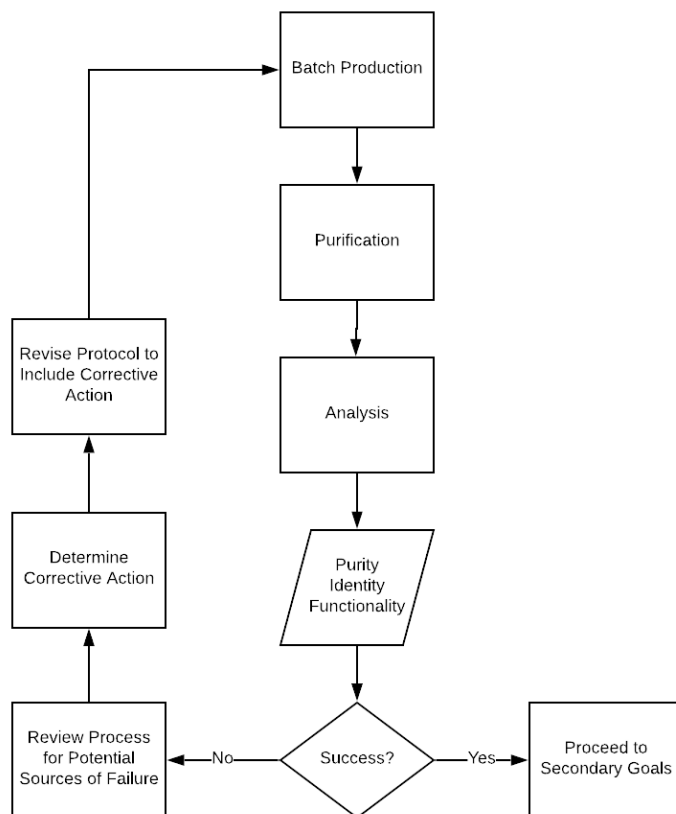 Batch Production
Purification
Analysis
Purity
Identity
Functionality
Success?
Yes
Proceed to
Secondary Goals
No
Review Process
for Potential
Sources of Failure
Determine
Corrective Action
Revise Protocol to
Include Corrective
Action